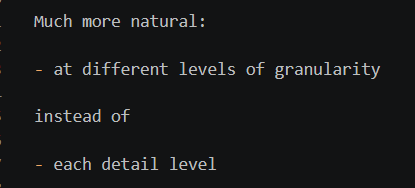 Much more natural:
- at different levels of granularity
instead of
- each detail level